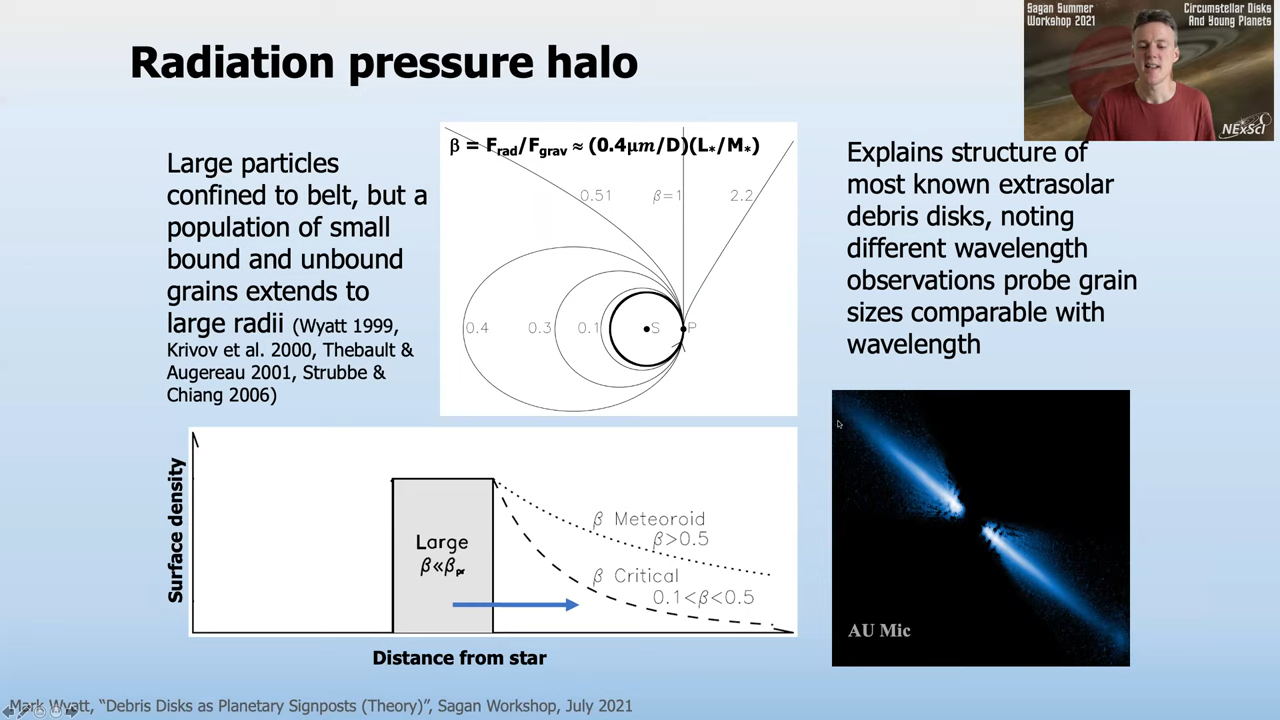 Sagan Summer
Workshop 2021
Circumstellar Disks
And Young Planets
NExScI
Radiation pressure halo
Large particles
confined to belt, but a
population of small
bound and unbound
grains extends to
large radii (Wyatt 1999,
Krivov et al. 2000, Thebault &
Augereau 2001, Strubbe &
Chiang 2006)
β = Frad/Fgrav ≈ (0.4μm/D)(L*/M*)
0.51 β=1 2.2
0.4 0.3 0.1 S P
Explains structure of
most known extrasolar
debris disks, noting
different wavelength
observations probe grain
sizes comparable with
wavelength
Surface density
Large
β≪βpr
β Meteoroid
β>0.5
β Critical
0.1<β<0.5
Distance from star
AU Mic
Mark Wyatt, “Debris Disks as Planetary Signposts (Theory)”, Sagan Workshop, July 2021